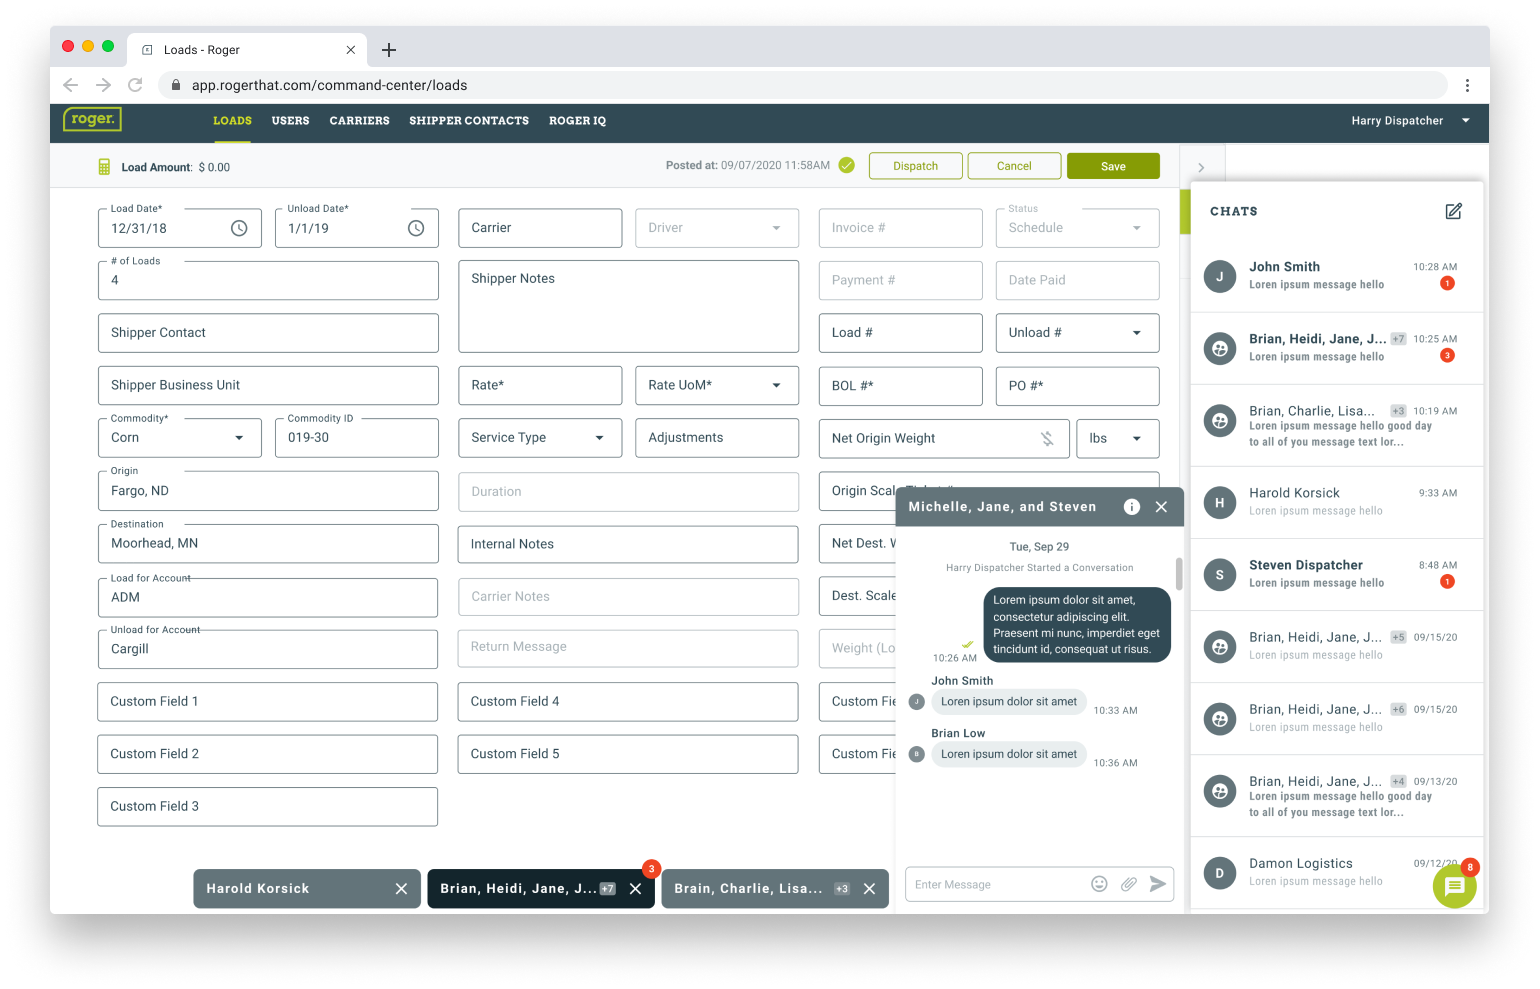 Loads - Roger
app.rogerthat.com/command-center/loads
roger.
LOADS
USERS
CARRIERS
SHIPPER CONTACTS
ROGER IQ
Harry Dispatcher
Load Amount: $ 0.00
Posted at: 09/07/2020 11:58AM
Dispatch
Cancel
Save
Load Date*
12/31/18
Unload Date*
1/1/19
# of Loads
4
Shipper Contact
Shipper Business Unit
Commodity*
Corn
Commodity ID
019-30
Origin
Fargo, ND
Destination
Moorhead, MN
Load for Account
ADM
Unload for Account
Cargill
Custom Field 1
Custom Field 2
Custom Field 3
Carrier
Driver
Shipper Notes
Rate*
Rate UoM*
Service Type
Adjustments
Duration
Internal Notes
Carrier Notes
Return Message
Custom Field 4
Custom Field 5
Invoice #
Status
Schedule
Payment #
Date Paid
Load #
Unload #
BOL #*
PO #*
Net Origin Weight
lbs
Origin Scale Ticket #
Net Dest. W
Dest. Scale
Weight (Lo
Custom Fie
Custom Fie
Michelle, Jane, and Steven
Tue, Sep 29
Harry Dispatcher Started a Conversation
Lorem ipsum dolor sit amet,
consectetur adipiscing elit.
Praesent mi nunc, imperdiet eget
tincidunt id, consequat ut risus.
10:26 AM
John Smith
J
Loren ipsum dolor sit amet
10:33 AM
Brian Low
B
Loren ipsum dolor sit amet
10:36 AM
Enter Message
Harold Korsick
Brian, Heidi, Jane, J... +7
3
Brain, Charlie, Lisa... +3
CHATS
J
John Smith
10:28 AM
Loren ipsum message hello
1
Brian, Heidi, Jane, J... +7 10:25 AM
Loren ipsum message hello
3
Brian, Charlie, Lisa... +3 10:19 AM
Lorem ipsum message hello good day
to all of you message text lor...
H
Harold Korsick
9:33 AM
Loren ipsum message hello
S
Steven Dispatcher
8:48 AM
Loren ipsum message hello
1
Brian, Heidi, Jane, J... +5 09/15/20
Loren ipsum message hello
Brian, Heidi, Jane, J... +6 09/15/20
Loren ipsum message hello
Brian, Heidi, Jane, J... +4 09/13/20
Loren ipsum message hello good day
to all of you message text lor...
D
Damon Logistics
09/12/20
Loren ipsum message hello
8